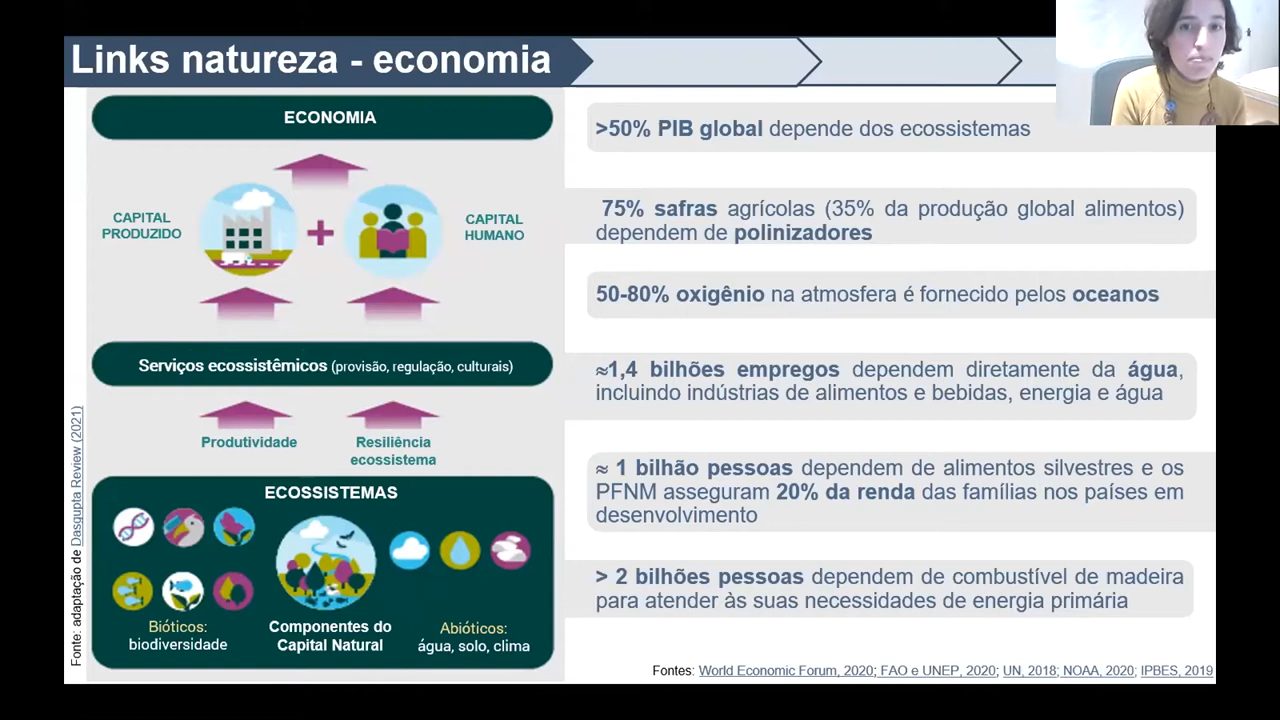 Links natureza - economia
ECONOMIA
CAPITAL
PRODUZIDO
CAPITAL
HUMANO
Serviços ecossistêmicos (provisão, regulação, culturais)
Produtividade
Resiliência
ecossistema
ECOSSISTEMAS
Bióticos:
biodiversidade
Componentes do
Capital Natural
Abióticos:
água, solo, clima
Fonte: adaptação de Dasgupta Review (2021)
>50% PIB global depende dos ecossistemas
75% safras agrícolas (35% da produção global alimentos)
dependem de polinizadores
50-80% oxigênio na atmosfera é fornecido pelos oceanos
≈1,4 bilhões empregos dependem diretamente da água,
incluindo indústrias de alimentos e bebidas, energia e água
≈ 1 bilhão pessoas dependem de alimentos silvestres e os
PFNM asseguram 20% da renda das famílias nos países em
desenvolvimento
> 2 bilhões pessoas dependem de combustível de madeira
para atender às suas necessidades de energia primária
Fontes: World Economic Forum, 2020; FAO e UNEP, 2020; UN, 2018; NOAA, 2020; IPBES, 2019